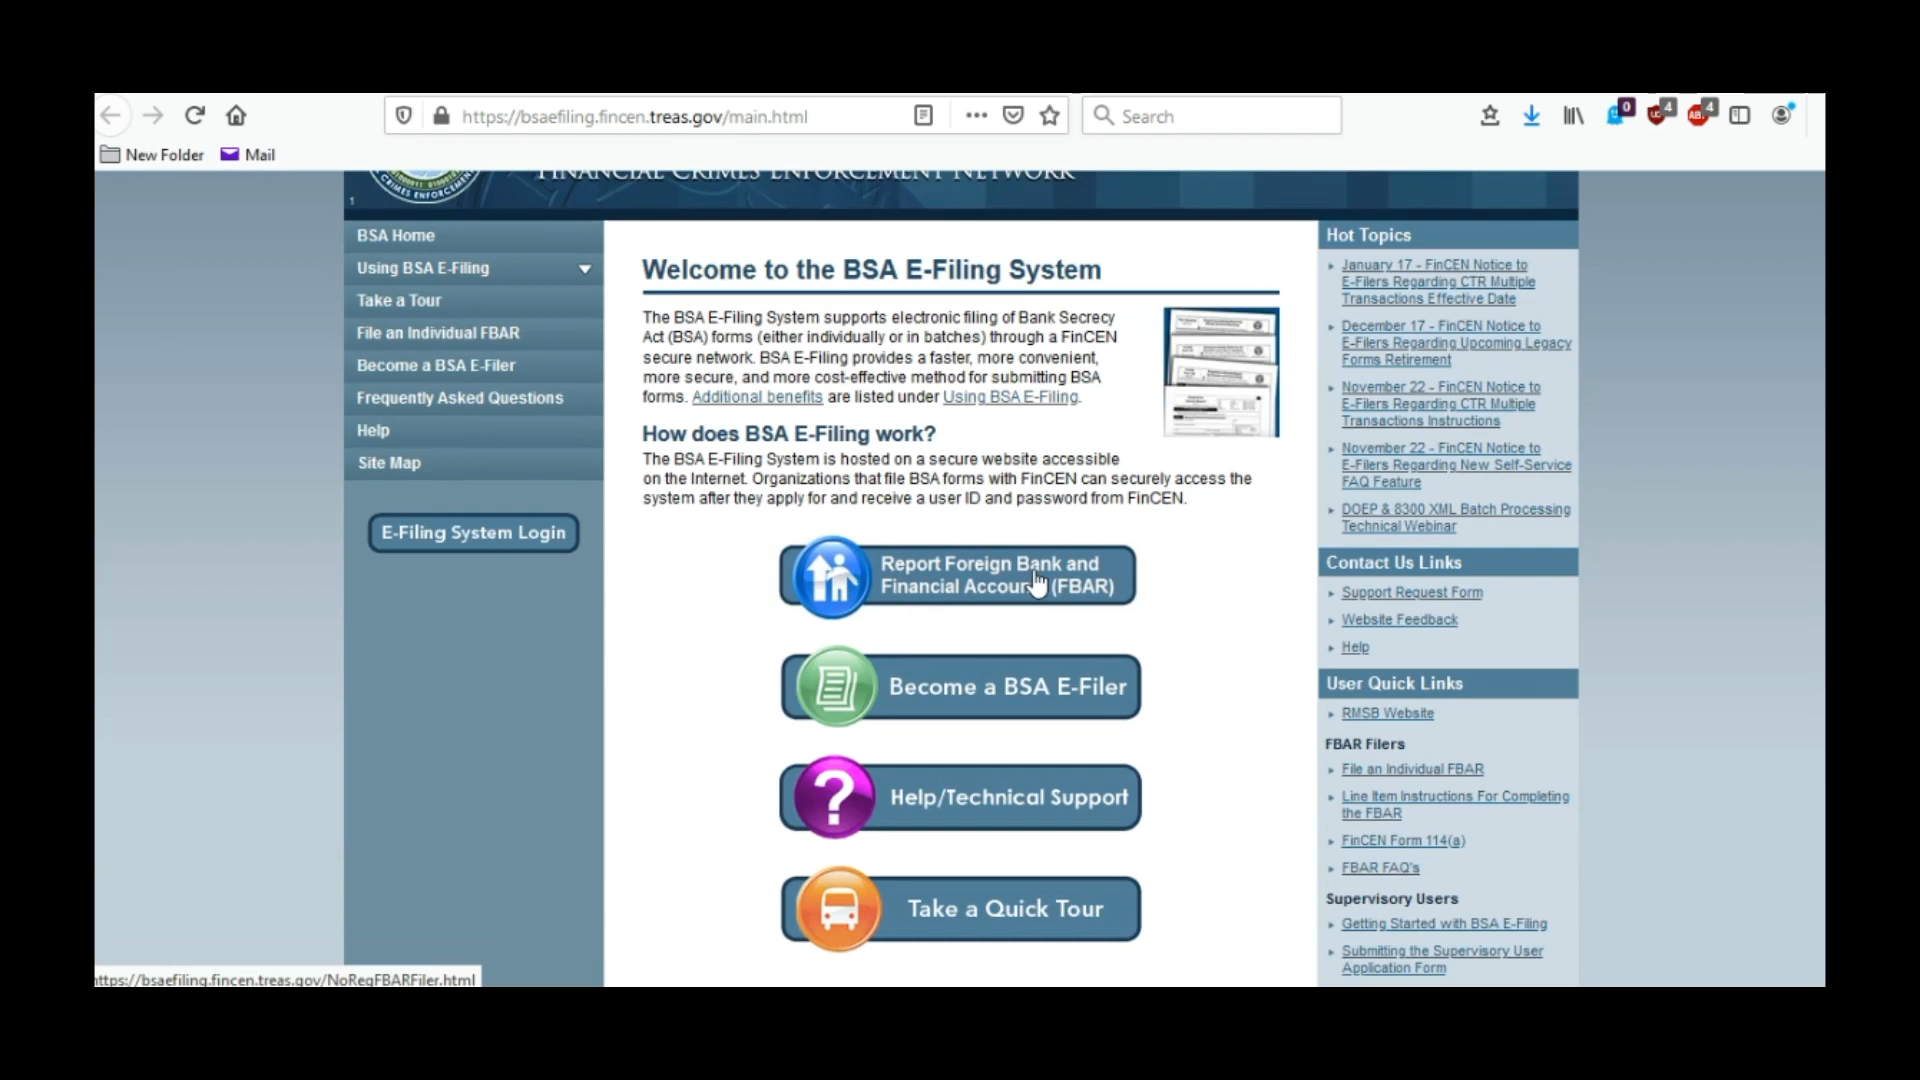 https://bsaefiling.fincen.treas.gov/main.html
Search
0
4
4
New Folder
Mail
FINANCIAL CRIMES ENFORCEMENT NETWORK
CRIMES ENFORCEMENT
1
BSA Home
Using BSA E-Filing
Take a Tour
File an Individual FBAR
Become a BSA E-Filer
Frequently Asked Questions
Help
Site Map
E-Filing System Login
Welcome to the BSA E-Filing System
The BSA E-Filing System supports electronic filing of Bank Secrecy
Act (BSA) forms (either individually or in batches) through a FinCEN
secure network. BSA E-Filing provides a faster, more convenient,
more secure, and more cost-effective method for submitting BSA
forms. Additional benefits are listed under Using BSA E-Filing.
How does BSA E-Filing work?
The BSA E-Filing System is hosted on a secure website accessible
on the Internet. Organizations that file BSA forms with FinCEN can securely access the
system after they apply for and receive a user ID and password from FinCEN.
Report Foreign Bank and
Financial Accounts (FBAR)
Become a BSA E-Filer
Help/Technical Support
Take a Quick Tour
Hot Topics
January 17 - FinCEN Notice to
E-Filers Regarding CTR Multiple
Transactions Effective Date
December 17 - FinCEN Notice to
E-Filers Regarding Upcoming Legacy
Forms Retirement
November 22 - FinCEN Notice to
E-Filers Regarding CTR Multiple
Transactions Instructions
November 22 - FinCEN Notice to
E-Filers Regarding New Self-Service
FAQ Feature
DOEP & 8300 XML Batch Processing
Technical Webinar
Contact Us Links
Support Request Form
Website Feedback
Help
User Quick Links
RMSB Website
FBAR Filers
File an Individual FBAR
Line Item Instructions For Completing
the FBAR
FinCEN Form 114(a)
FBAR FAQ's
Supervisory Users
Getting Started with BSA E-Filing
Submitting the Supervisory User
Application Form
https://bsaefiling.fincen.treas.gov/NoRegFBARFiler.html